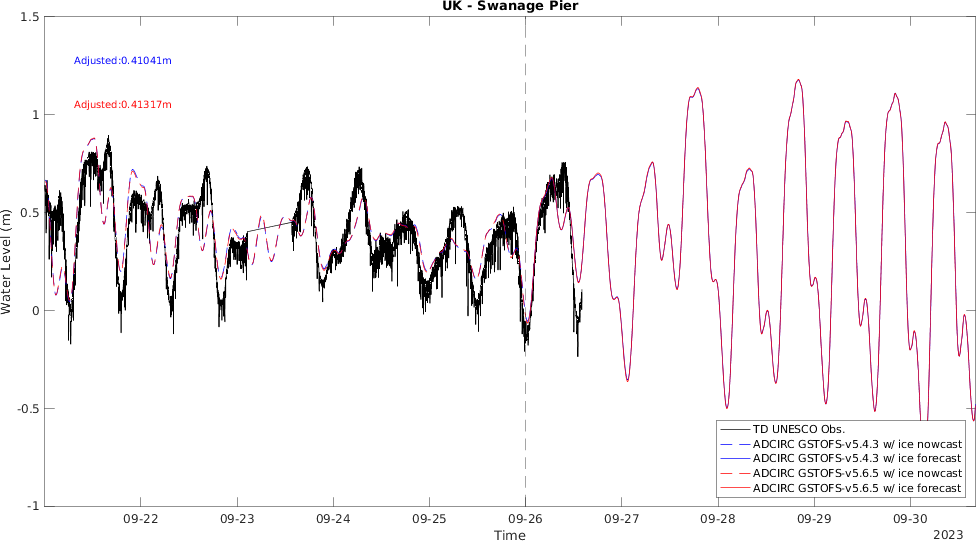 UK - Swanage Pier
1.5
1
0.5
0
-0.5
-1
Water Level (m)
Adjusted:0.41041m
Adjusted:0.41317m
TD UNESCO Obs.
ADCIRC GSTOFS-v5.4.3 w/ ice nowcast
ADCIRC GSTOFS-v5.4.3 w/ ice forecast
ADCIRC GSTOFS-v5.6.5 w/ ice nowcast
ADCIRC GSTOFS-v5.6.5 w/ ice forecast
09-22 09-23 09-24 09-25 09-26 09-27 09-28 09-29 09-30
Time
2023